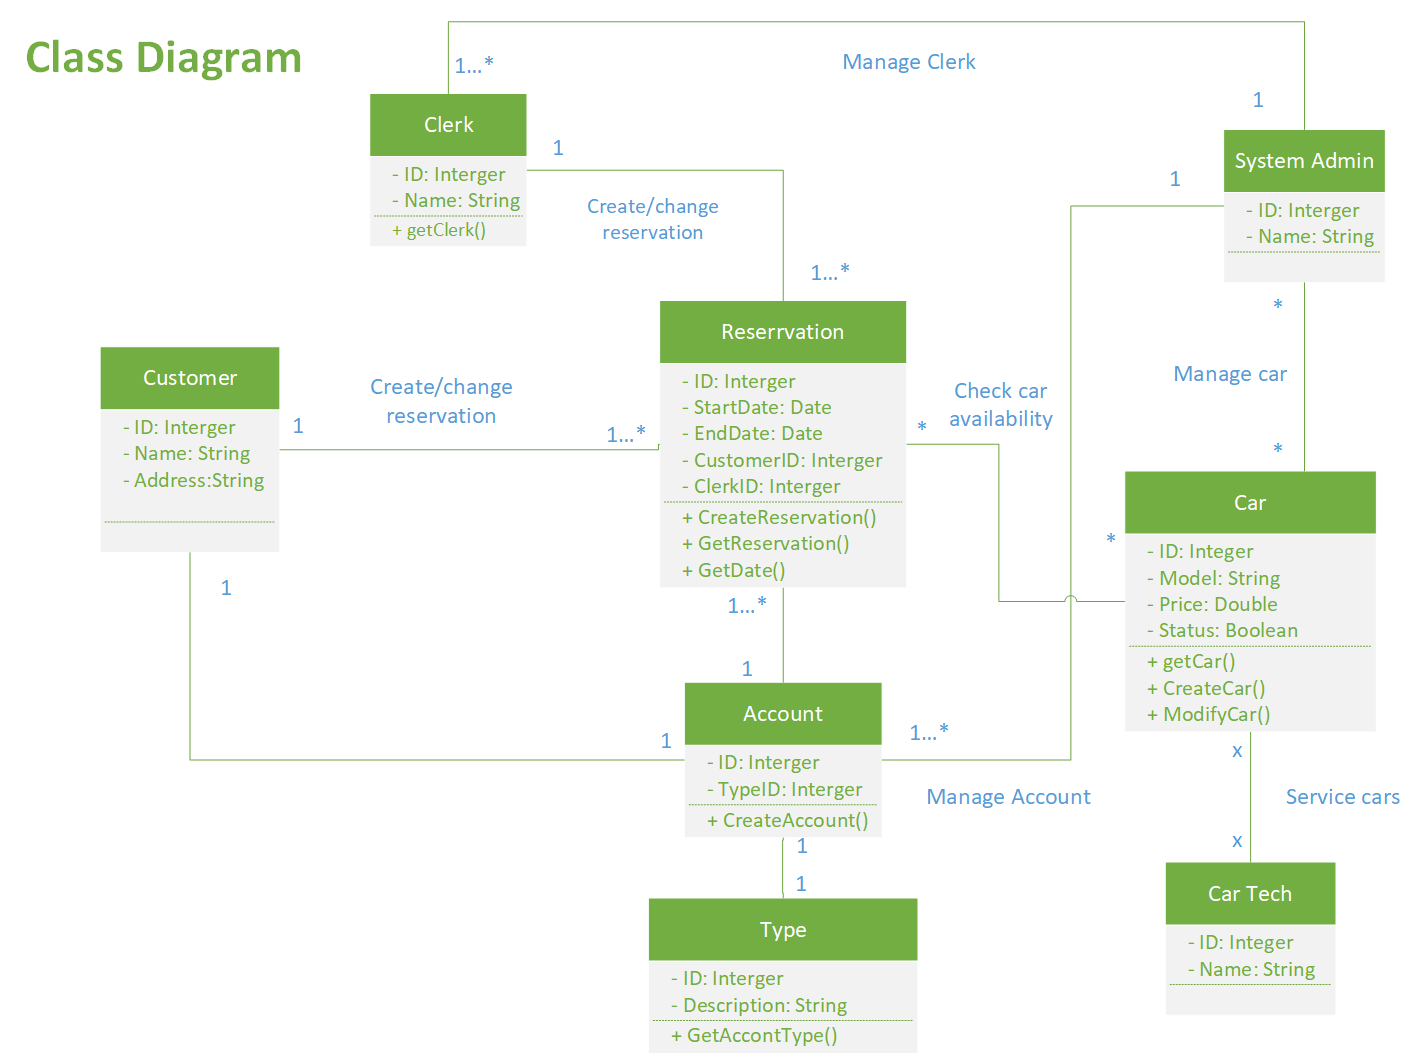 Class Diagram
1...*
Manage Clerk
1
Clerk
- ID: Interger
- Name: String
+ getClerk()
1
Create/change
reservation
1...*
System Admin
- ID: Interger
- Name: String
1
*
Manage car
*
Customer
- ID: Interger
- Name: String
- Address:String
1
Create/change
reservation
1...*
Reserrvation
- ID: Interger
- StartDate: Date
- EndDate: Date
- CustomerID: Interger
- ClerkID: Interger
+ CreateReservation()
+ GetReservation()
+ GetDate()
*
Check car
availability
*
Car
- ID: Integer
- Model: String
- Price: Double
- Status: Boolean
+ getCar()
+ CreateCar()
+ ModifyCar()
1
1...*
1
1
Account
- ID: Interger
- TypeID: Interger
+ CreateAccount()
1...*
Manage Account
x
Service cars
x
1
1
Type
- ID: Interger
- Description: String
+ GetAccontType()
Car Tech
- ID: Integer
- Name: String